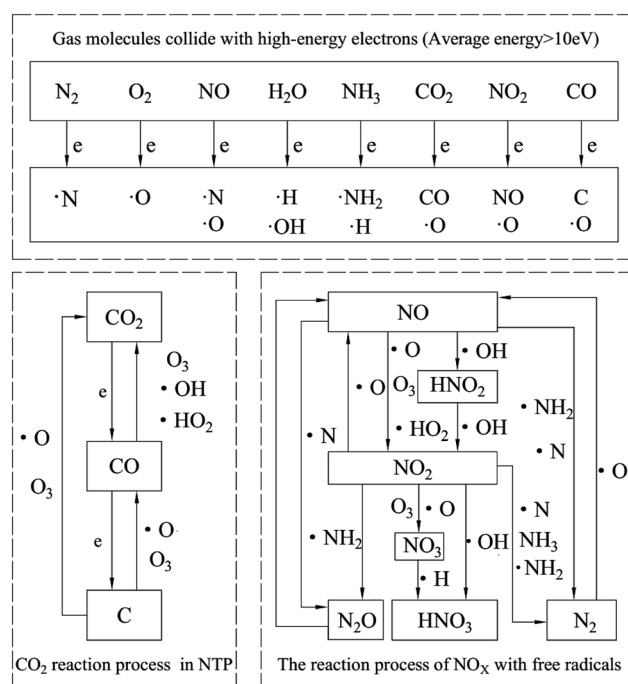 Gas molecules collide with high-energy electrons (Average energy>10eV)
N₂ O₂ NO H₂O NH₃ CO₂ NO₂ CO
e e e e e e e e
·N ·O ·N ·H ·NH₂ CO NO C
·O ·OH ·H ·O ·O ·O
CO₂
O₃
e • OH
• HO₂
• O
CO
O₃
e • O
O₃
C
CO₂ reaction process in NTP
NO
• O • OH
• O O₃ HNO₂
• NH₂
• N • HO₂ • OH
• N
NO₂ • O
O₃ • O • N
• NH₂ NO₃ • OH NH₃
• NH₂
• H
N₂O HNO₃ N₂
The reaction process of NOX with free radicals